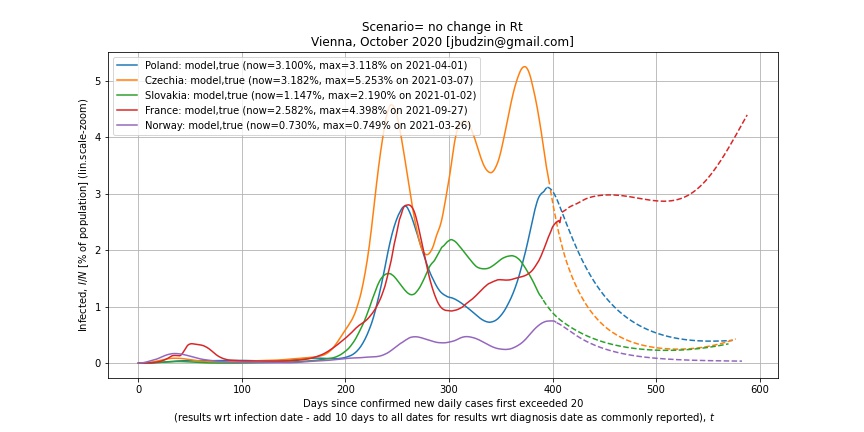 Scenario= no change in Rt
Vienna, October 2020 [jbudzin@gmail.com]
Poland: model,true (now=3.100%, max=3.118% on 2021-04-01)
Czechia: model,true (now=3.182%, max=5.253% on 2021-03-07)
Slovakia: model,true (now=1.147%, max=2.190% on 2021-01-02)
France: model,true (now=2.582%, max=4.398% on 2021-09-27)
Norway: model,true (now=0.730%, max=0.749% on 2021-03-26)
Infected, I/N [% of population] (lin.scale-zoom)
5
4
3
2
1
0
0 100 200 300 400 500 600
Days since confirmed new daily cases first exceeded 20
(results wrt infection date - add 10 days to all dates for results wrt diagnosis date as commonly reported), t